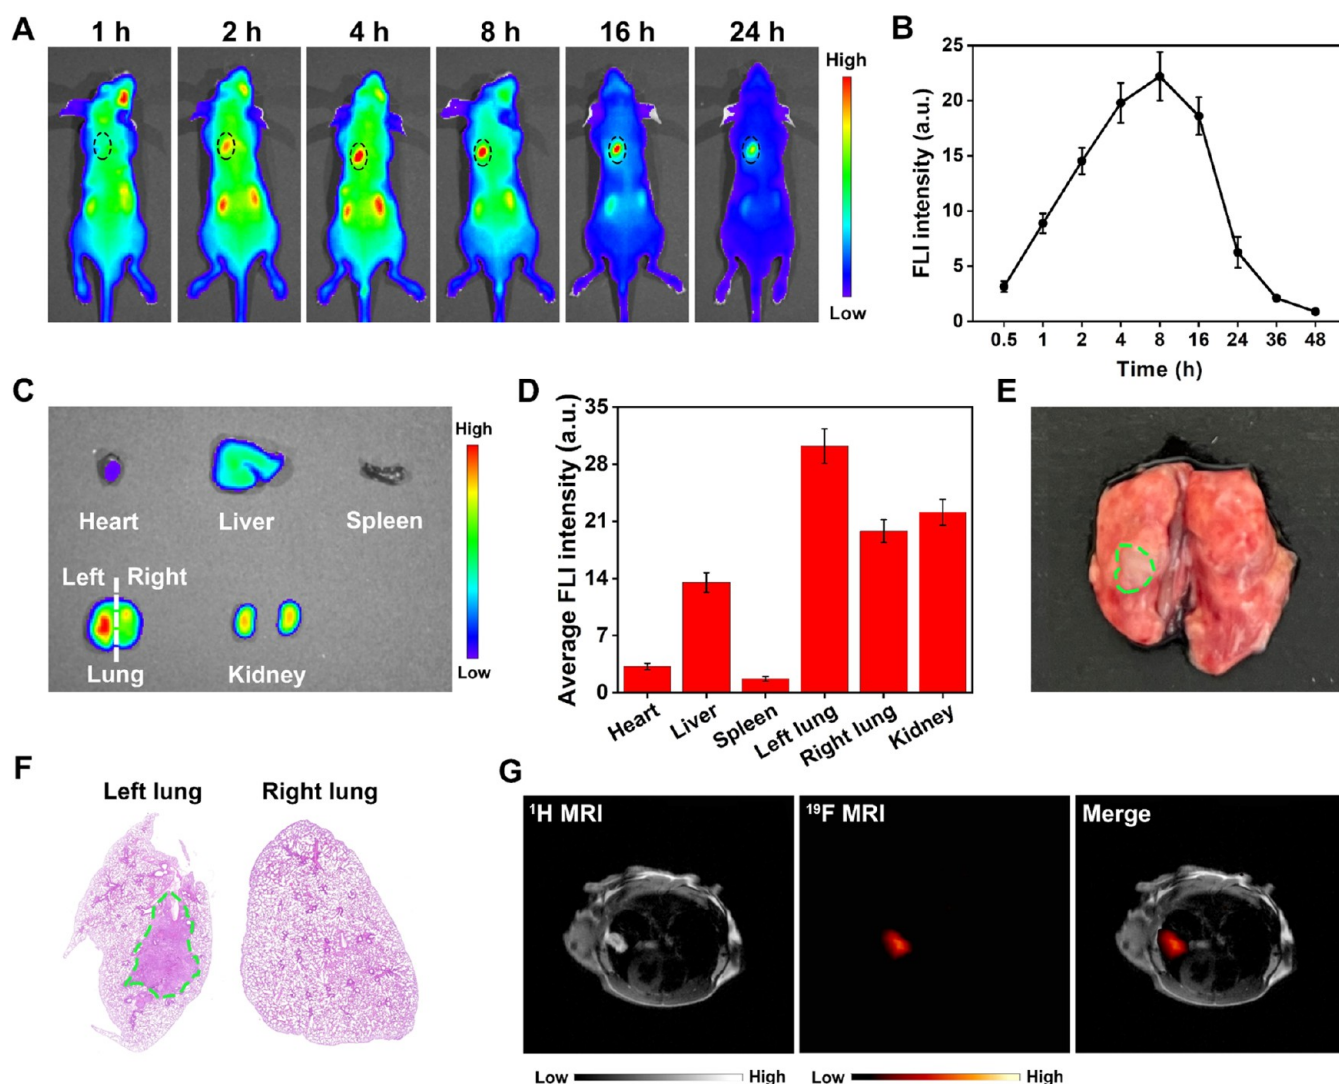 A
1 h 2 h 4 h 8 h 16 h 24 h
High
Low
B
FLI intensity (a.u.)
25
20
15
10
5
0
0.5 1 2 4 8 16 24 36 48
Time (h)
C
Heart Liver Spleen
Left Right
Lung Kidney
High
Low
D
Average FLI intensity (a.u.)
35
28
21
14
7
0
Heart Liver Spleen Left lung Right lung Kidney
E
F
Left lung Right lung
G
¹H MRI ¹⁹F MRI Merge
Low High Low High